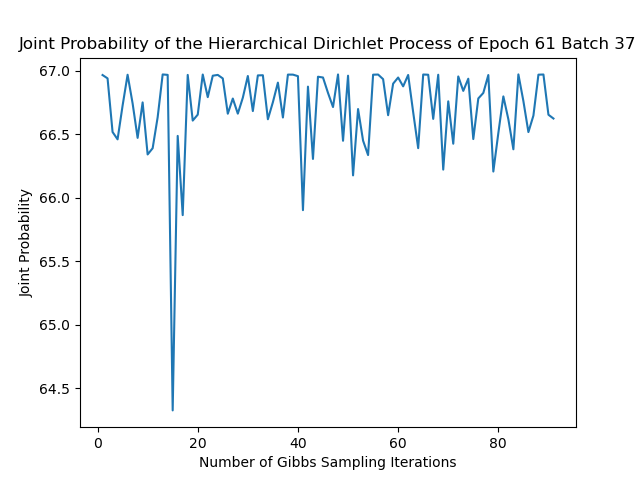 Joint Probability of the Hierarchical Dirichlet Process of Epoch 61 Batch 37
67.0
66.5
66.0
65.5
65.0
64.5
Joint Probability
0 20 40 60 80
Number of Gibbs Sampling Iterations